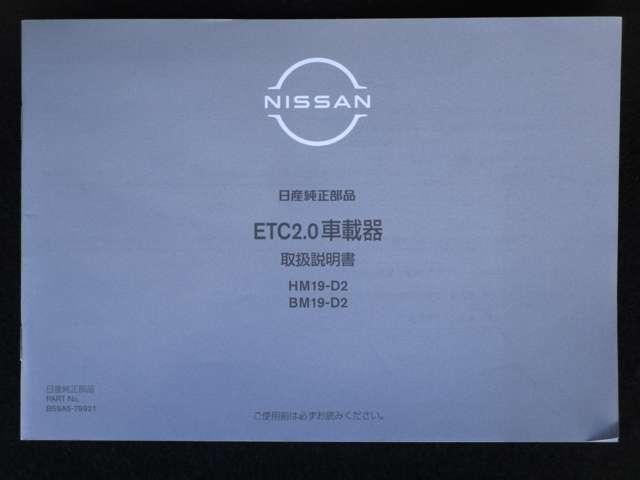 NISSAN
日産純正部品
ETC2.0車載器
取扱説明書
HM19-D2
BM19-D2
日産純正部品
PART No.
B59A5-79921
ご使用前は必ずお読みください。